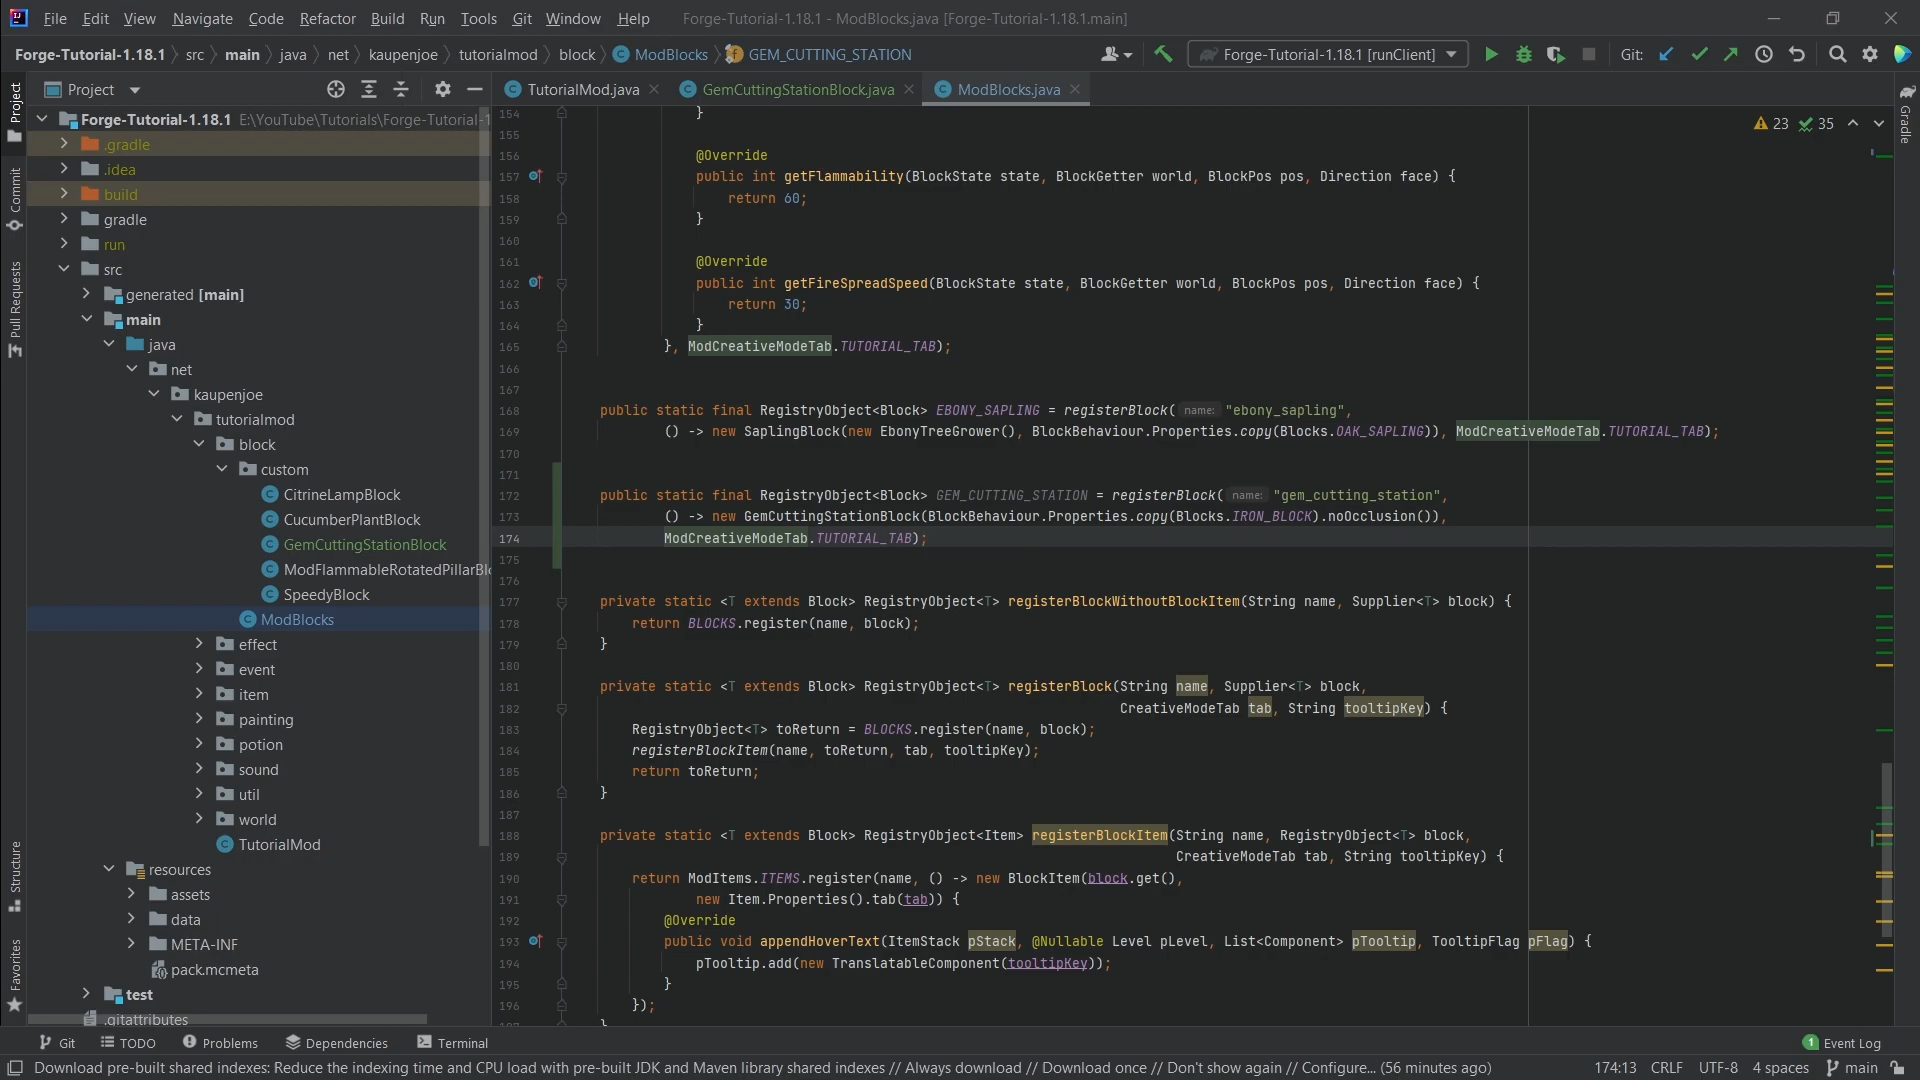 File Edit View Navigate Code Refactor Build Run Tools Git Window Help Forge-Tutorial-1.18.1 - ModBlocks.java [Forge-Tutorial-1.18.1.main]
Forge-Tutorial-1.18.1 src main java net kaupenjoe tutorialmod block ModBlocks GEM_CUTTING_STATION Forge-Tutorial-1.18.1 [runClient] Git:
Project
TutorialMod.java GemCuttingStationBlock.java ModBlocks.java
Project
Commit
Pull Requests
Structure
Favorites
Forge-Tutorial-1.18.1 E:\YouTube\Tutorials\Forge-Tutorial-1
.gradle
.idea
build
gradle
run
src
generated [main]
main
java
net
kaupenjoe
tutorialmod
block
custom
CitrineLampBlock
CucumberPlantBlock
GemCuttingStationBlock
ModFlammableRotatedPillarBl
SpeedyBlock
ModBlocks
effect
event
item
painting
potion
sound
util
world
TutorialMod
resources
assets
data
META-INF
pack.mcmeta
test
.gitattributes
23 35
Gradle
154 }
155
156 @Override
157 public int getFlammability(BlockState state, BlockGetter world, BlockPos pos, Direction face) {
158 return 60;
159 }
160
161 @Override
162 public int getFireSpreadSpeed(BlockState state, BlockGetter world, BlockPos pos, Direction face) {
163 return 30;
164 }
165 }, ModCreativeModeTab.TUTORIAL_TAB);
166
167
168 public static final RegistryObject<Block> EBONY_SAPLING = registerBlock( name: "ebony_sapling",
169 () -> new SaplingBlock(new EbonyTreeGrower(), BlockBehaviour.Properties.copy(Blocks.OAK_SAPLING)), ModCreativeModeTab.TUTORIAL_TAB);
170
171
172 public static final RegistryObject<Block> GEM_CUTTING_STATION = registerBlock( name: "gem_cutting_station",
173 () -> new GemCuttingStationBlock(BlockBehaviour.Properties.copy(Blocks.IRON_BLOCK).noOcclusion()),
174 ModCreativeModeTab.TUTORIAL_TAB);
175
176
177 private static <T extends Block> RegistryObject<T> registerBlockWithoutBlockItem(String name, Supplier<T> block) {
178 return BLOCKS.register(name, block);
179 }
180
181 private static <T extends Block> RegistryObject<T> registerBlock(String name, Supplier<T> block,
182 CreativeModeTab tab, String tooltipKey) {
183 RegistryObject<T> toReturn = BLOCKS.register(name, block);
184 registerBlockItem(name, toReturn, tab, tooltipKey);
185 return toReturn;
186 }
187
188 private static <T extends Block> RegistryObject<Item> registerBlockItem(String name, RegistryObject<T> block,
189 CreativeModeTab tab, String tooltipKey) {
190 return ModItems.ITEMS.register(name, () -> new BlockItem(block.get(),
191 new Item.Properties().tab(tab)) {
192 @Override
193 public void appendHoverText(ItemStack pStack, @Nullable Level pLevel, List<Component> pTooltip, TooltipFlag pFlag) {
194 pTooltip.add(new TranslatableComponent(tooltipKey));
195 }
196 });
Git TODO Problems Dependencies Terminal 1 Event Log
Download pre-built shared indexes: Reduce the indexing time and CPU load with pre-built JDK and Maven library shared indexes // Always download // Download once // Don't show again // Configure... (56 minutes ago) 174:13 CRLF UTF-8 4 spaces main